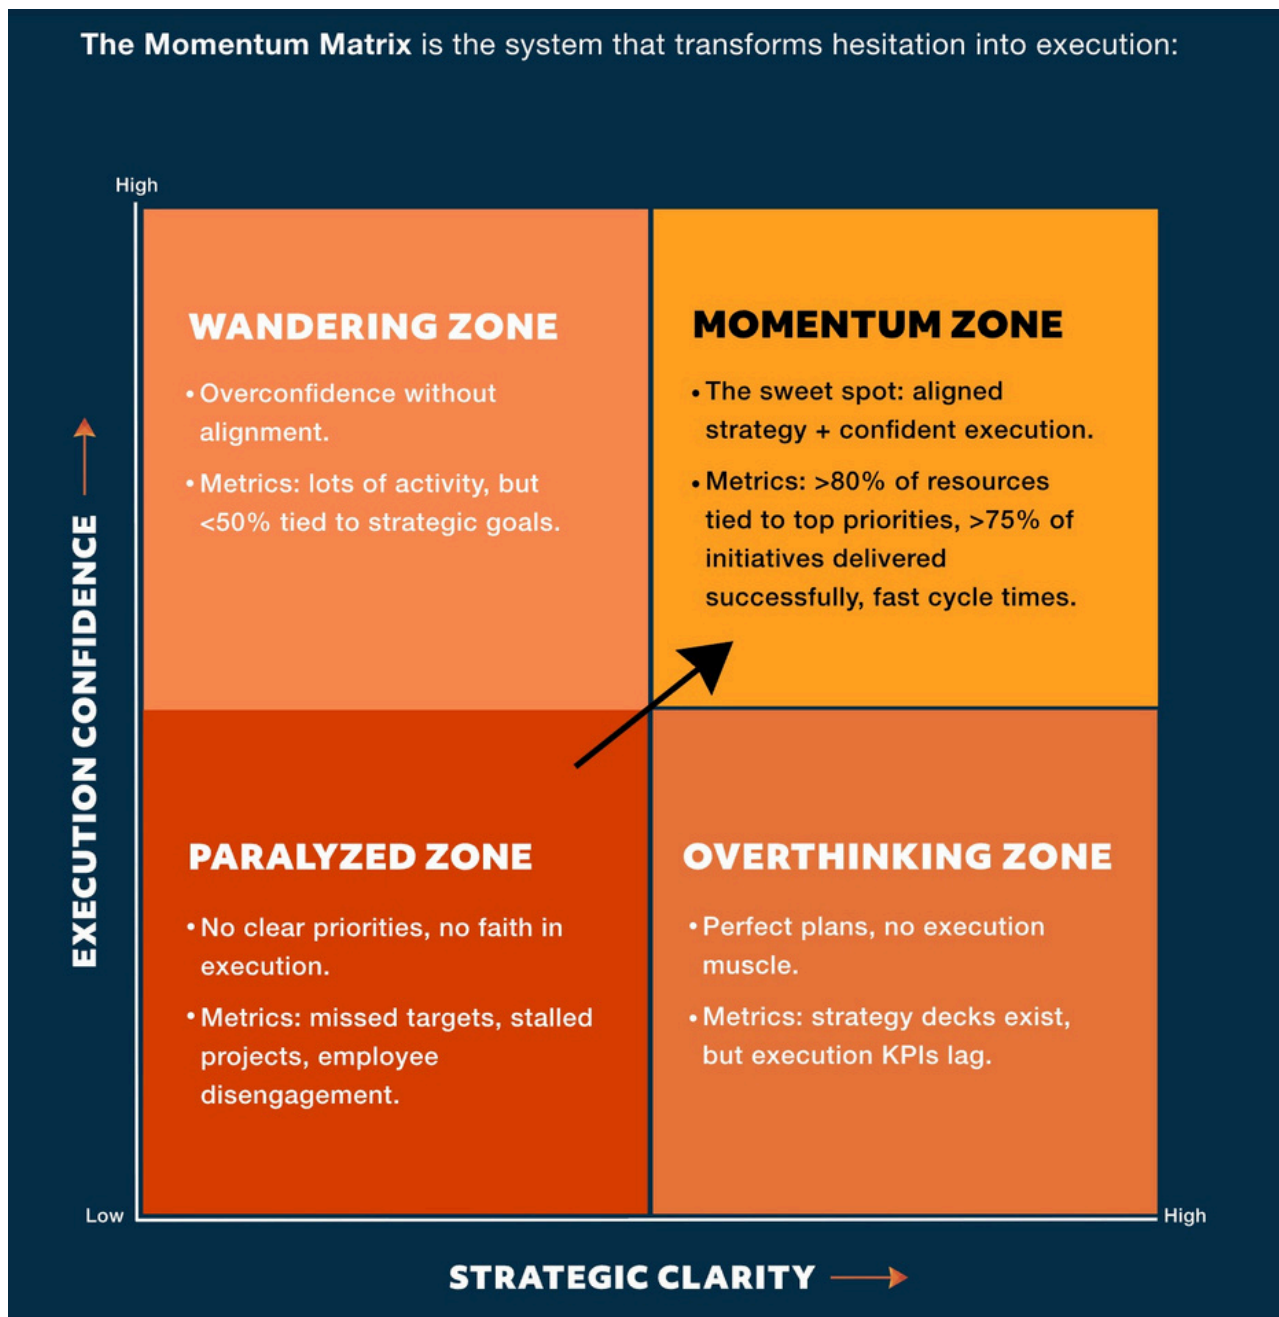 The Momentum Matrix is the system that transforms hesitation into execution:
High
WANDERING ZONE
• Overconfidence without
alignment.
• Metrics: lots of activity, but
<50% tied to strategic goals.
MOMENTUM ZONE
• The sweet spot: aligned
strategy + confident execution.
• Metrics: >80% of resources
tied to top priorities, >75% of
initiatives delivered
successfully, fast cycle times.
EXECUTION CONFIDENCE
PARALYZED ZONE
• No clear priorities, no faith in
execution.
• Metrics: missed targets, stalled
projects, employee
disengagement.
OVERTHINKING ZONE
• Perfect plans, no execution
muscle.
• Metrics: strategy decks exist,
but execution KPIs lag.
Low
High
STRATEGIC CLARITY